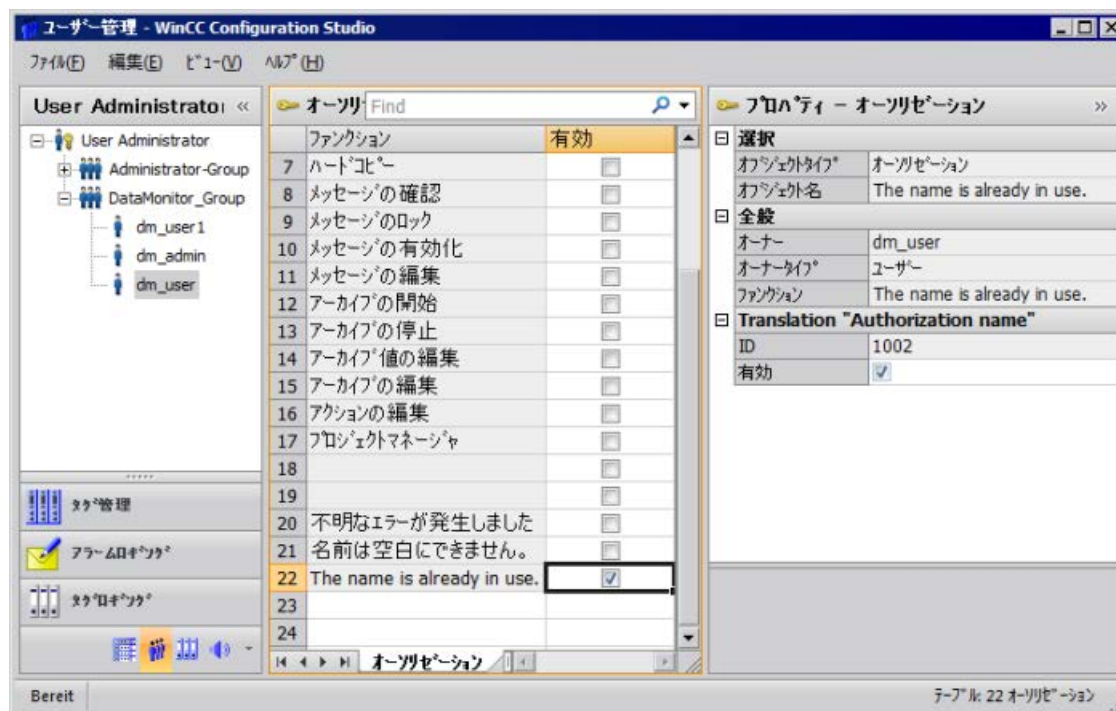 ユーザー管理 - WinCC Configuration Studio
ファイル(F) 編集(E) ビュー(V) ヘルプ(H)
User Administrator «
User Administrator
Administrator-Group
DataMonitor_Group
dm_user1
dm_admin
dm_user
タグ管理
アラームロギング
タグロギング
オーソリ Find
ファンクション 有効
7 ハードコピー
8 メッセージの確認
9 メッセージのロック
10 メッセージの有効化
11 メッセージの編集
12 アーカイブの開始
13 アーカイブの停止
14 アーカイブ値の編集
15 アーカイブの編集
16 アクションの編集
17 プロジェクトマネージャ
18
19
20 不明なエラーが発生しました
21 名前は空白にできません。
22 The name is already in use.
23
24
オーソリゼーション
プロパティ - オーソリゼーション »
選択
オブジェクトタイプ オーソリゼーション
オブジェクト名 The name is already in use.
全般
オーナー dm_user
オーナータイプ ユーザー
ファンクション The name is already in use.
Translation "Authorization name"
ID 1002
有効
Bereit
テーブル: 22 オーソリゼーション